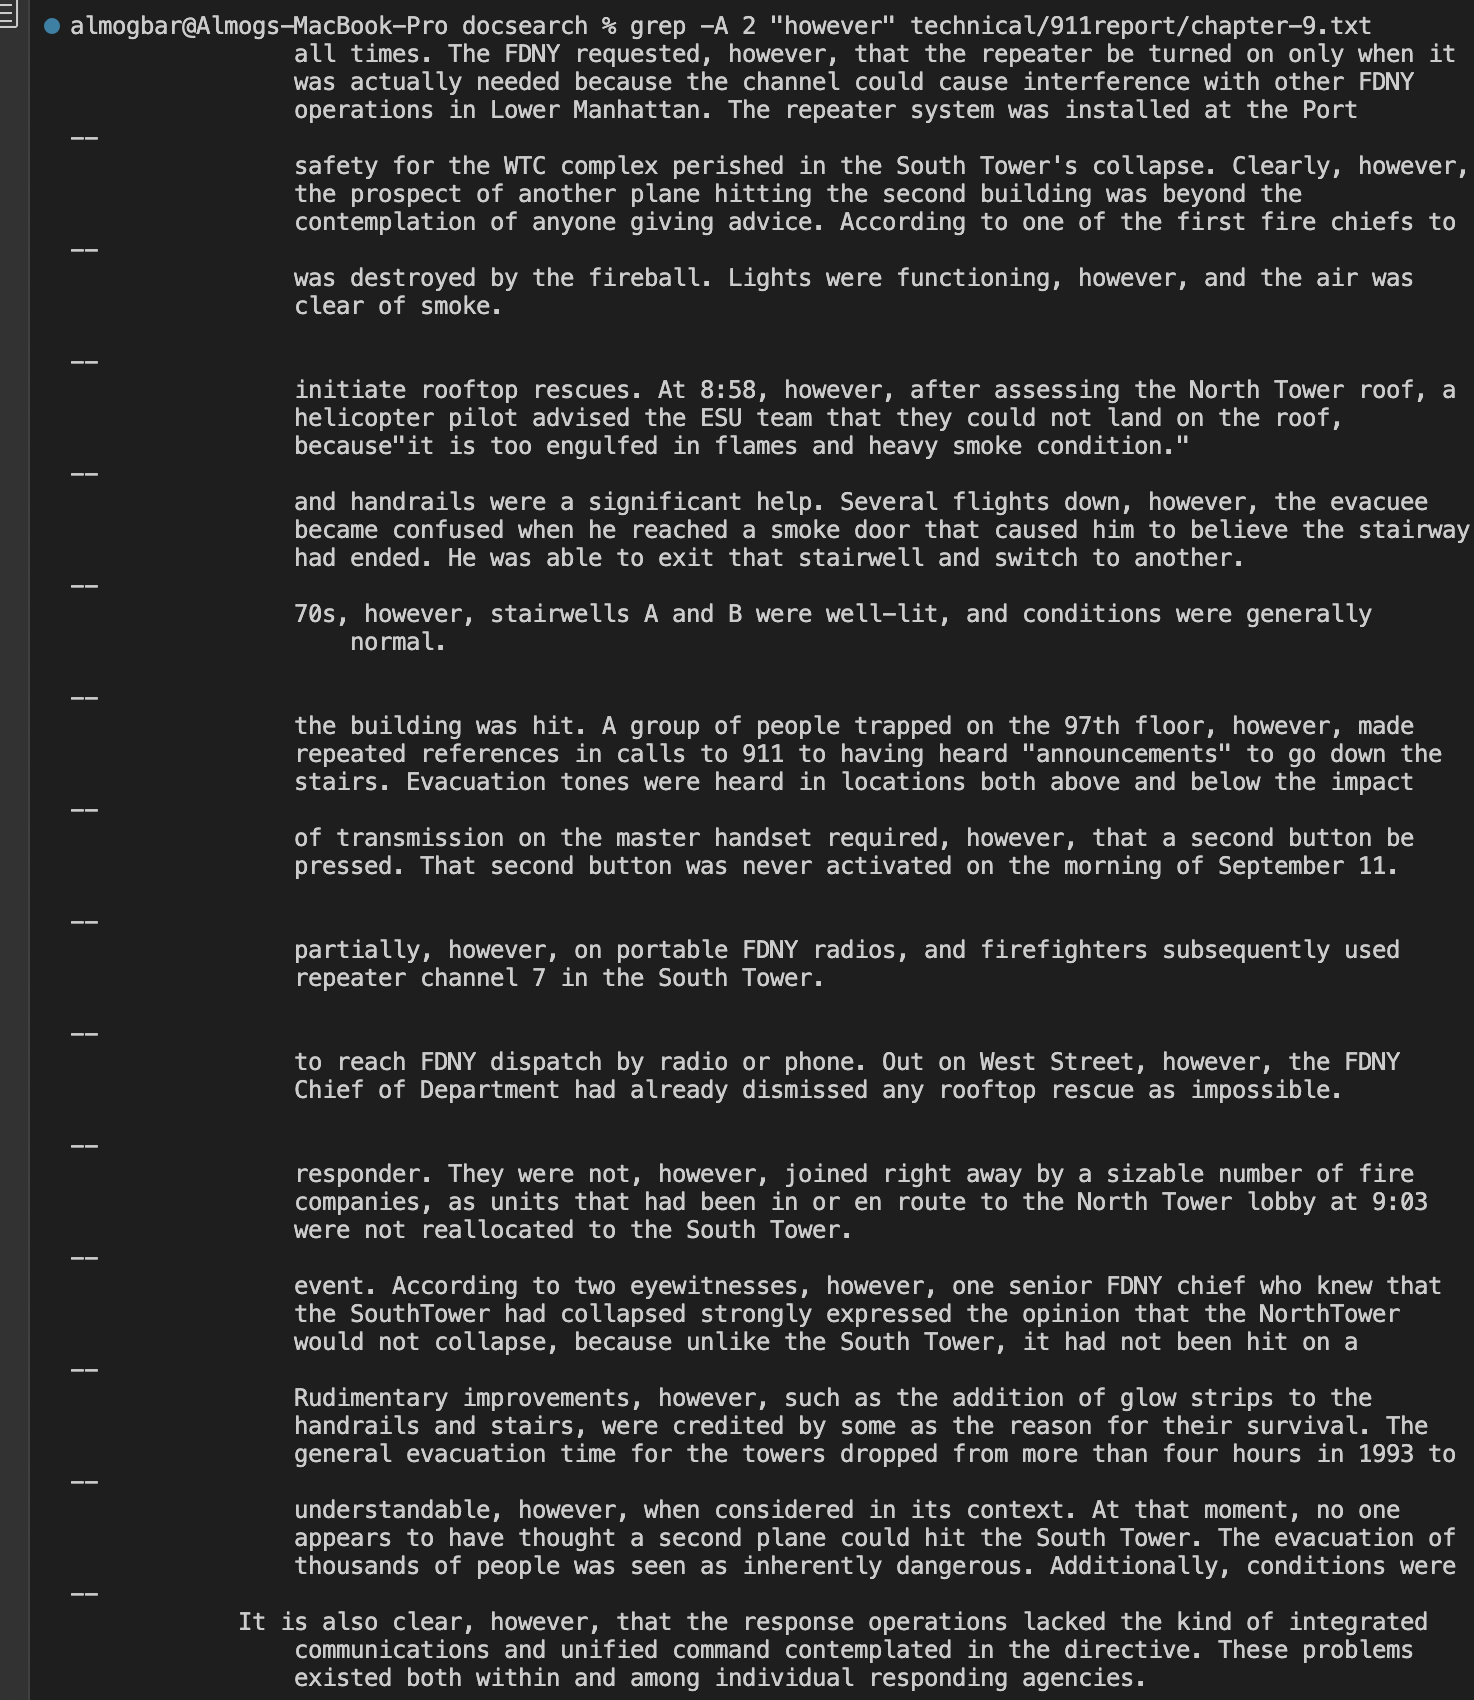 almogbar@Almogs-MacBook-Pro docsearch % grep -A 2 "however" technical/911report/chapter-9.txt
all times. The FDNY requested, however, that the repeater be turned on only when it
was actually needed because the channel could cause interference with other FDNY
operations in Lower Manhattan. The repeater system was installed at the Port
--
safety for the WTC complex perished in the South Tower's collapse. Clearly, however,
the prospect of another plane hitting the second building was beyond the
contemplation of anyone giving advice. According to one of the first fire chiefs to
--
was destroyed by the fireball. Lights were functioning, however, and the air was
clear of smoke.
--
initiate rooftop rescues. At 8:58, however, after assessing the North Tower roof, a
helicopter pilot advised the ESU team that they could not land on the roof,
because"it is too engulfed in flames and heavy smoke condition."
--
and handrails were a significant help. Several flights down, however, the evacuee
became confused when he reached a smoke door that caused him to believe the stairway
had ended. He was able to exit that stairwell and switch to another.
--
70s, however, stairwells A and B were well-lit, and conditions were generally
normal.
--
the building was hit. A group of people trapped on the 97th floor, however, made
repeated references in calls to 911 to having heard "announcements" to go down the
stairs. Evacuation tones were heard in locations both above and below the impact
--
of transmission on the master handset required, however, that a second button be
pressed. That second button was never activated on the morning of September 11.
--
partially, however, on portable FDNY radios, and firefighters subsequently used
repeater channel 7 in the South Tower.
--
to reach FDNY dispatch by radio or phone. Out on West Street, however, the FDNY
Chief of Department had already dismissed any rooftop rescue as impossible.
--
responder. They were not, however, joined right away by a sizable number of fire
companies, as units that had been in or en route to the North Tower lobby at 9:03
were not reallocated to the South Tower.
--
event. According to two eyewitnesses, however, one senior FDNY chief who knew that
the SouthTower had collapsed strongly expressed the opinion that the NorthTower
would not collapse, because unlike the South Tower, it had not been hit on a
--
Rudimentary improvements, however, such as the addition of glow strips to the
handrails and stairs, were credited by some as the reason for their survival. The
general evacuation time for the towers dropped from more than four hours in 1993 to
--
understandable, however, when considered in its context. At that moment, no one
appears to have thought a second plane could hit the South Tower. The evacuation of
thousands of people was seen as inherently dangerous. Additionally, conditions were
--
It is also clear, however, that the response operations lacked the kind of integrated
communications and unified command contemplated in the directive. These problems
existed both within and among individual responding agencies.